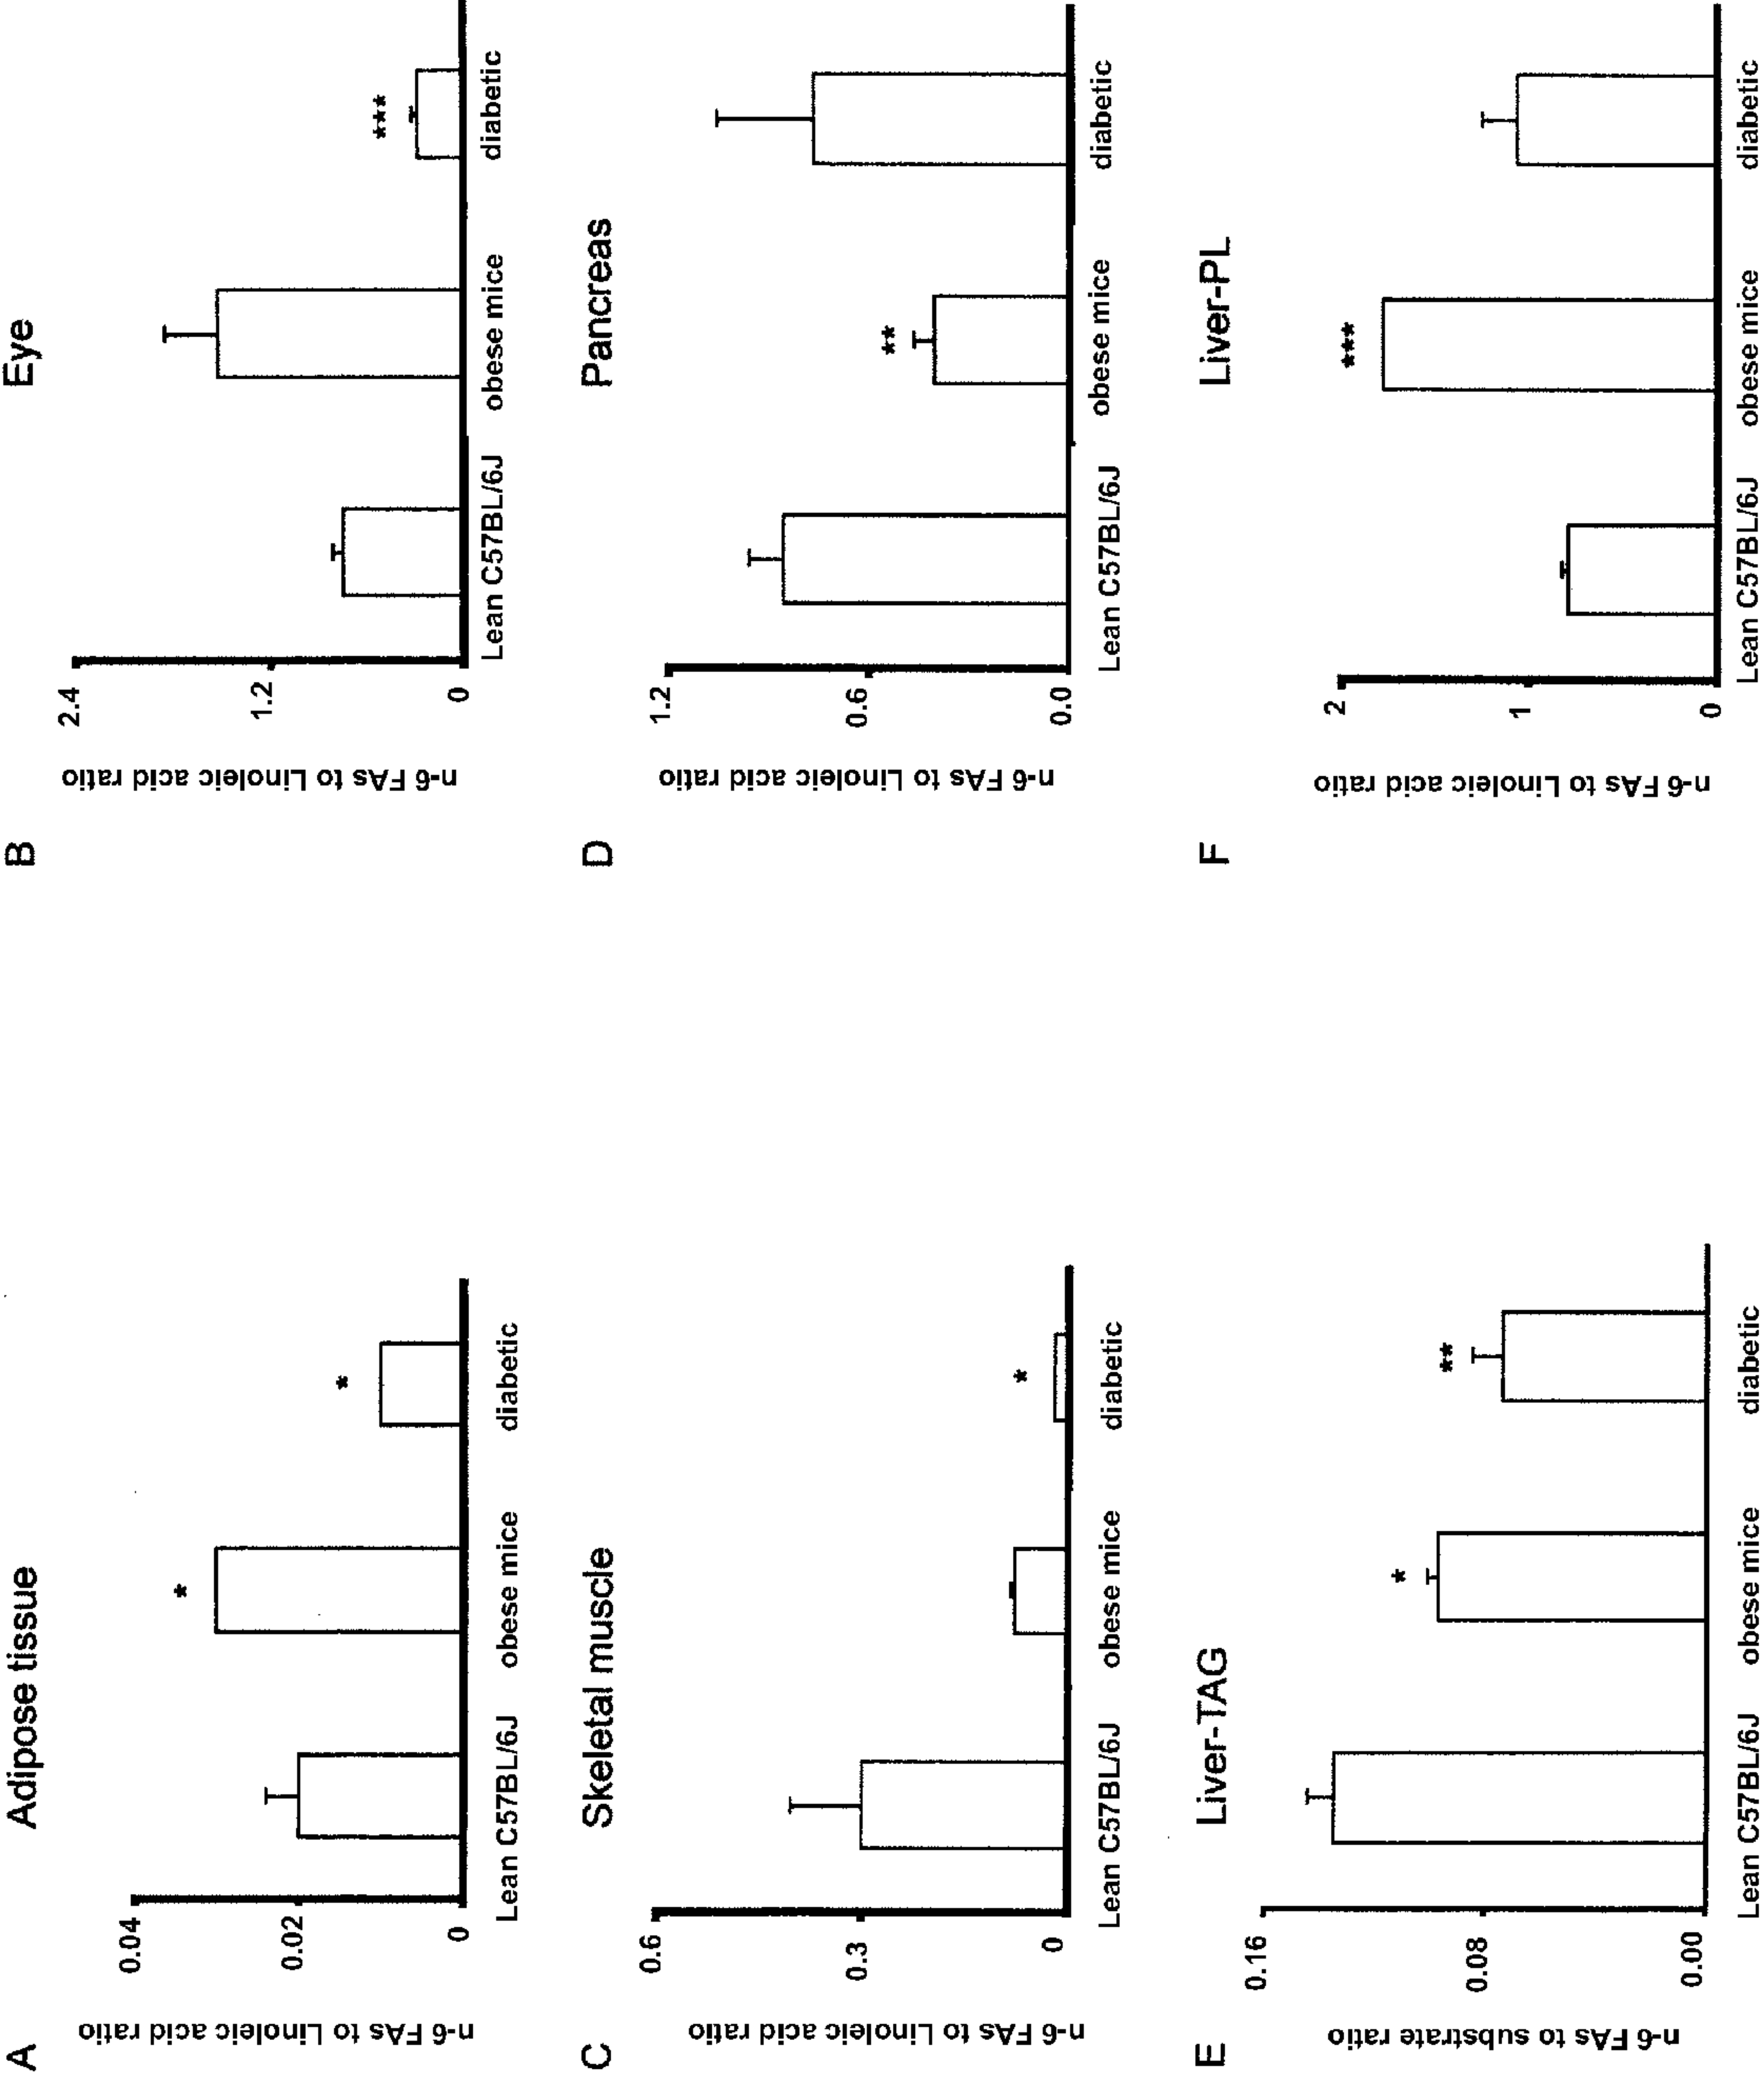 A
Adipose tissue
n-6 FAs to Linoleic acid ratio
0.04
0.02
0
*
*
Lean C57BL/6J
obese mice
diabetic
B
Eye
n-6 FAs to Linoleic acid ratio
2.4
1.2
0
***
Lean C57BL/6J
obese mice
diabetic
C
Skeletal muscle
n-6 FAs to Linoleic acid ratio
0.6
0.3
0
*
Lean C57BL/6J
obese mice
diabetic
D
Pancreas
n-6 FAs to Linoleic acid ratio
1.2
0.6
0.0
**
Lean C57BL/6J
obese mice
diabetic
E
Liver-TAG
n-6 FAs to substrate ratio
0.16
0.08
0.00
*
**
Lean C57BL/6J
obese mice
diabetic
F
Liver-PL
n-6 FAs to Linoleic acid ratio
2
1
0
***
Lean C57BL/6J
obese mice
diabetic